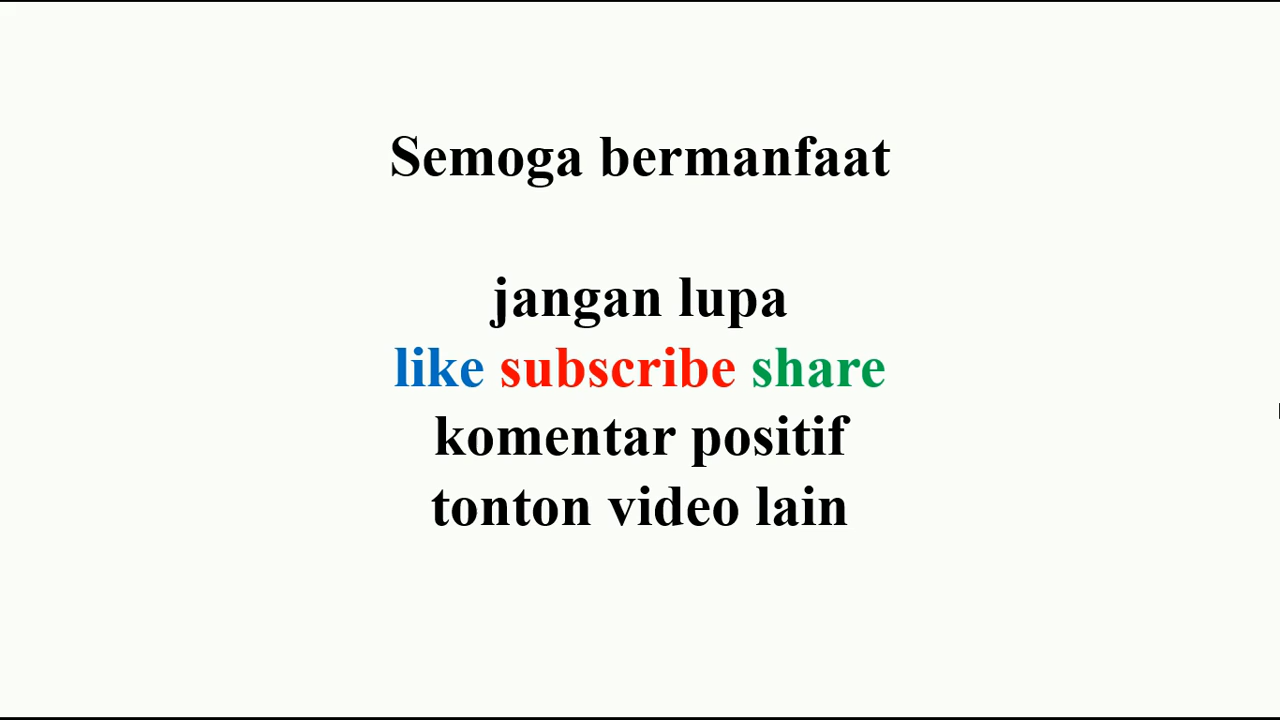 Semoga bermanfaat
jangan lupa
like subscribe share
komentar positif
tonton video lain